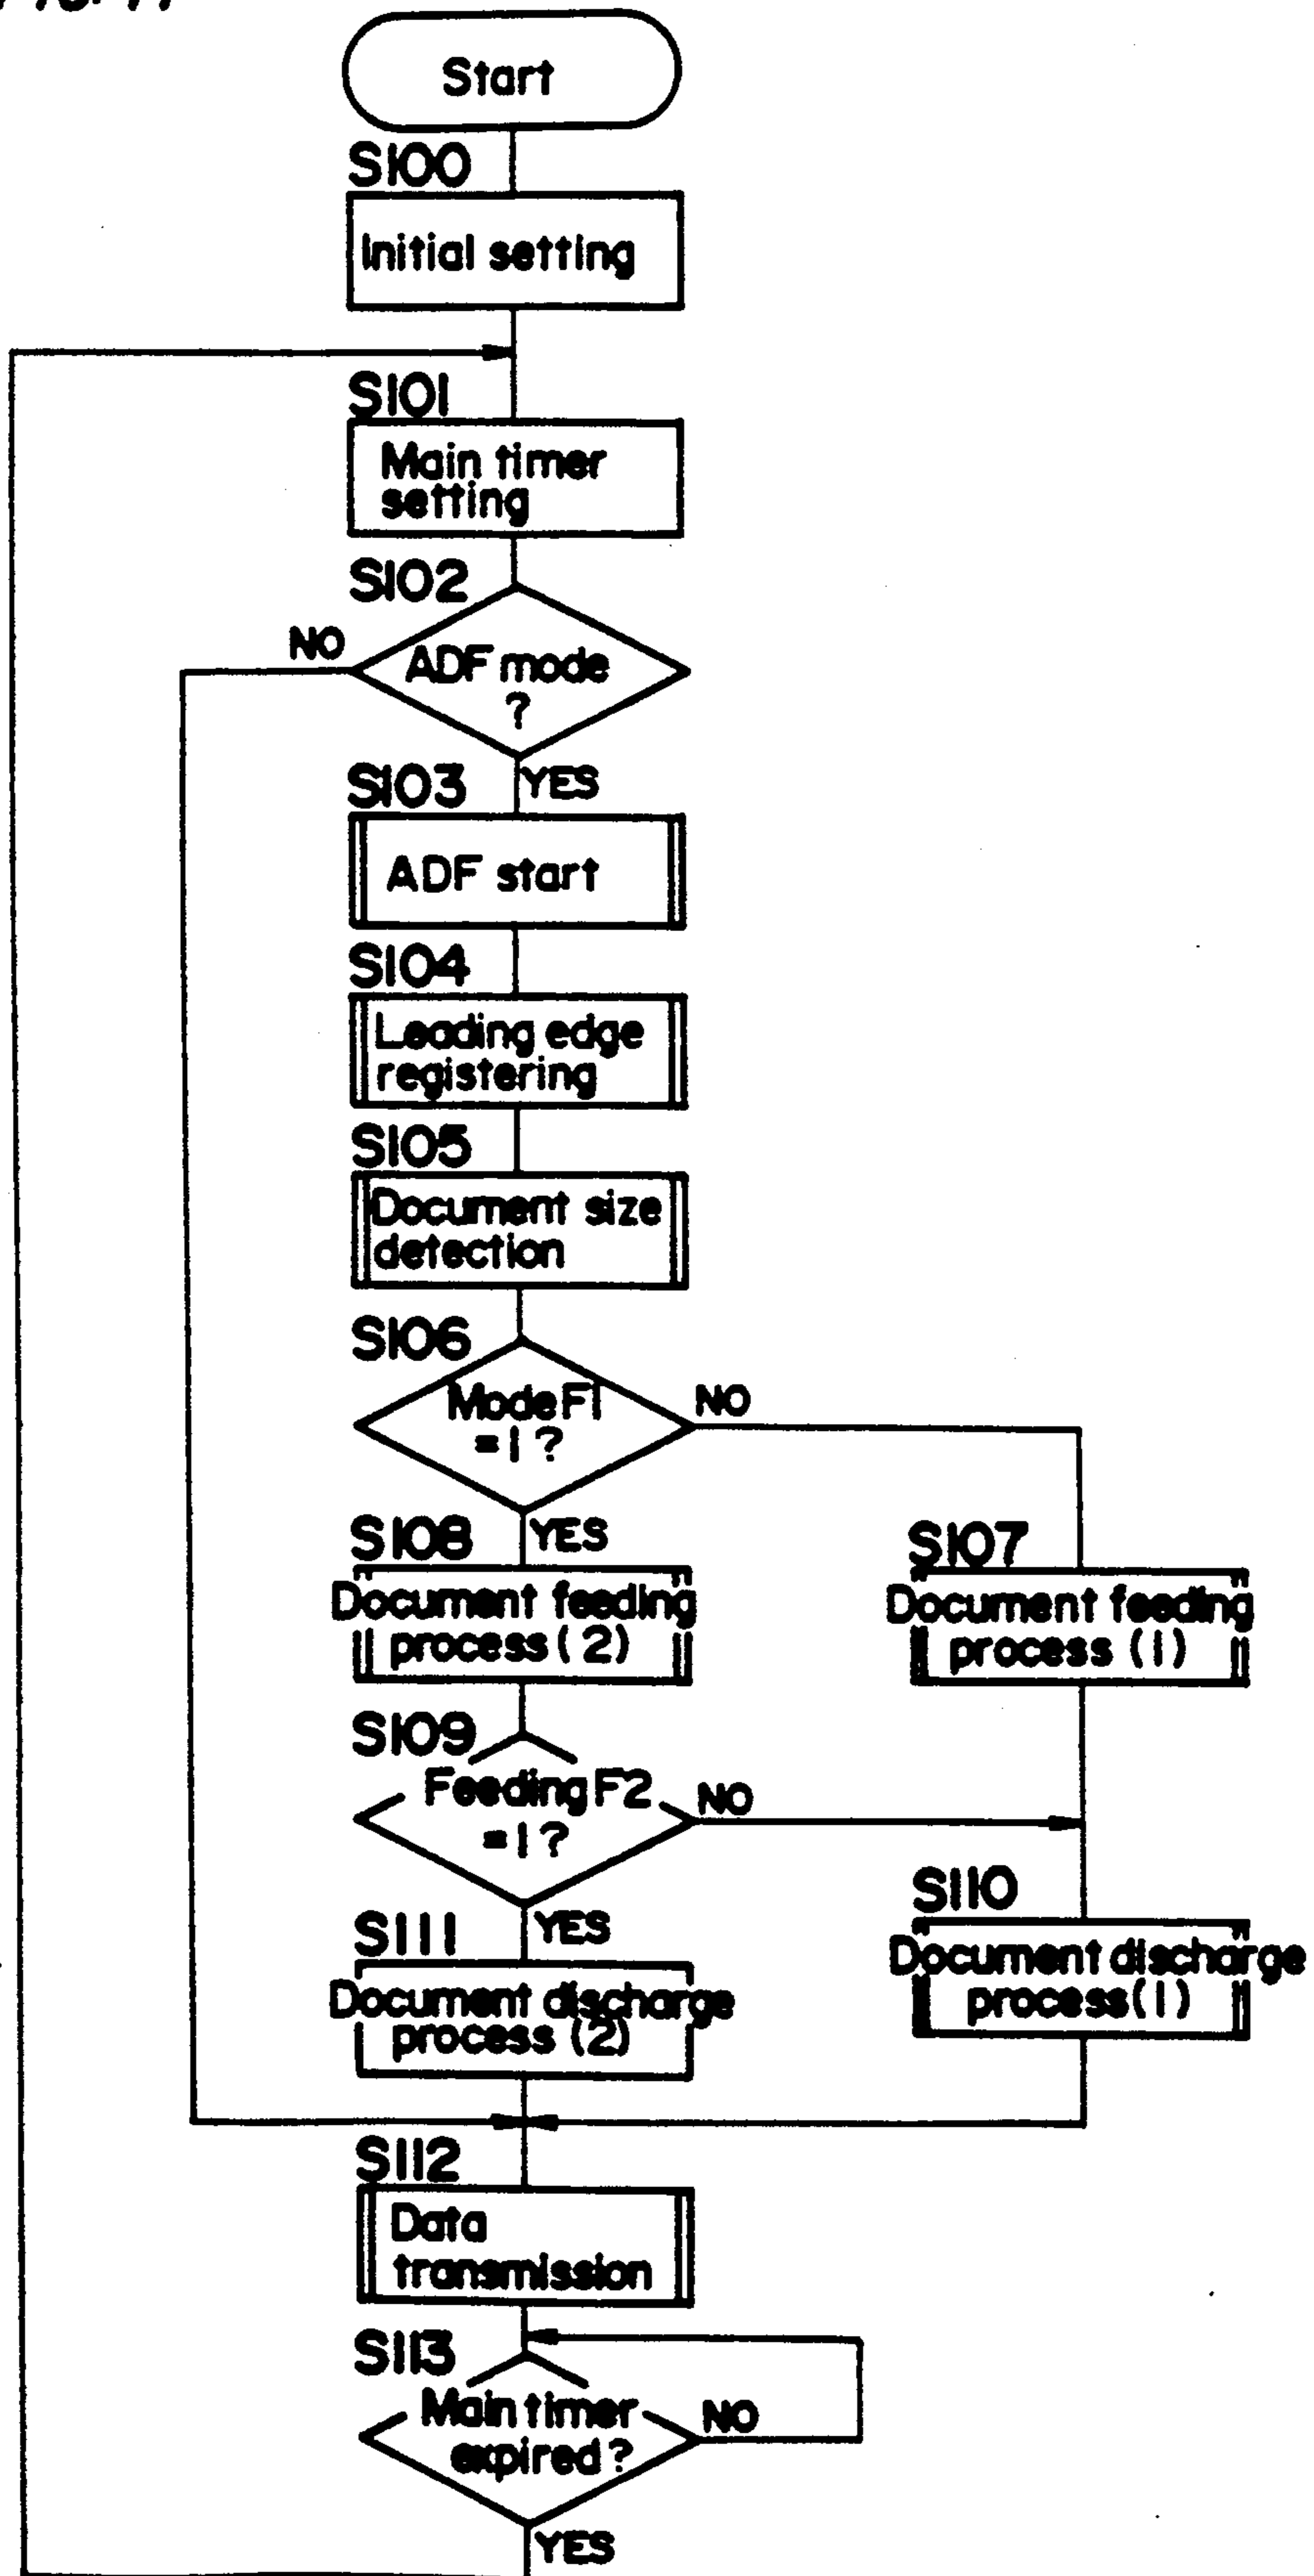 Start
S100
Initial setting
S101
Main timer
setting
S102
NO
ADF mode
?
YES
S103
ADF start
S104
Leading edge
registering
S105
Document size
detection
S106
Mode F1
=1?
NO
YES
S108
Document feeding
process (2)
S107
Document feeding
process (1)
S109
Feeding F2
=1?
NO
YES
S111
Document discharge
process (2)
S110
Document discharge
process (1)
S112
Data
transmission
S113
Main timer
expired?
NO
YES